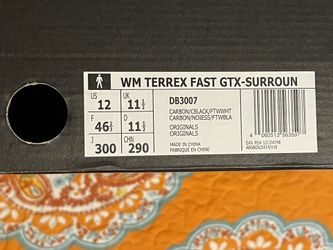 WM TERREX FAST GTX-SURROUN
US UK
12 11½
F D
46⅔ 11½
J CHN
300 290
DB3007
CARBON/CBLACK/FTWWHT
CARBON/NOIESS/FTWBLA
ORIGINALS
ORIGINALS
MADE IN CHINA
FABRIQUE EN CHINE